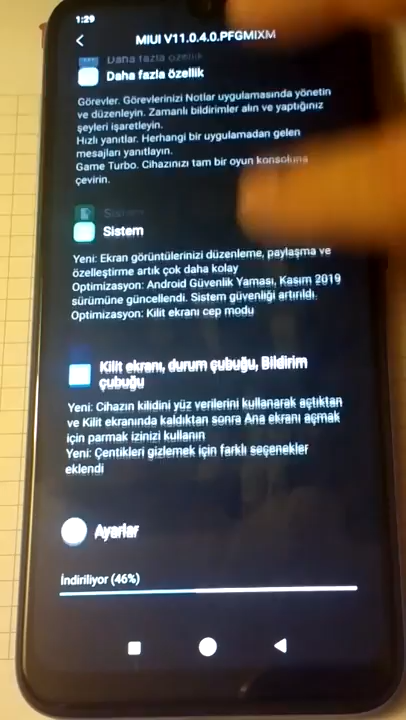 1:29
MIUI V11.0.4.0.PFGMIXM
Daha fazla özellik
Daha fazla özellik
Görevler. Görevlerinizi Notlar uygulamasında yönetin
ve düzenleyin. Zamanlı bildirimler alın ve yaptığınız
şeyleri işaretleyin.
Hızlı yanıtlar. Herhangi bir uygulamadan gelen
mesajları yanıtlayın.
Game Turbo. Cihazınızı tam bir oyun konsoluna
çevirin.
Sistem
Sistem
Yeni: Ekran görüntülerinizi düzenleme, paylaşma ve
özelleştirme artık çok daha kolay
Optimizasyon: Android Güvenlik Yaması, Kasım 2019
sürümüne güncellendi. Sistem güvenliği artırıldı.
Optimizasyon: Kilit ekranı cep modu
Kilit ekranı, durum çubuğu, Bildirim
çubuğu
Yeni: Cihazın kilidini yüz verilerini kullanarak açtıktan
ve Kilit ekranında kaldıktan sonra Ana ekranı açmak
için parmak izinizi kullanın
Yeni: Çentikleri gizlemek için farklı seçenekler
eklendi
Ayarlar
İndiriliyor (46%)